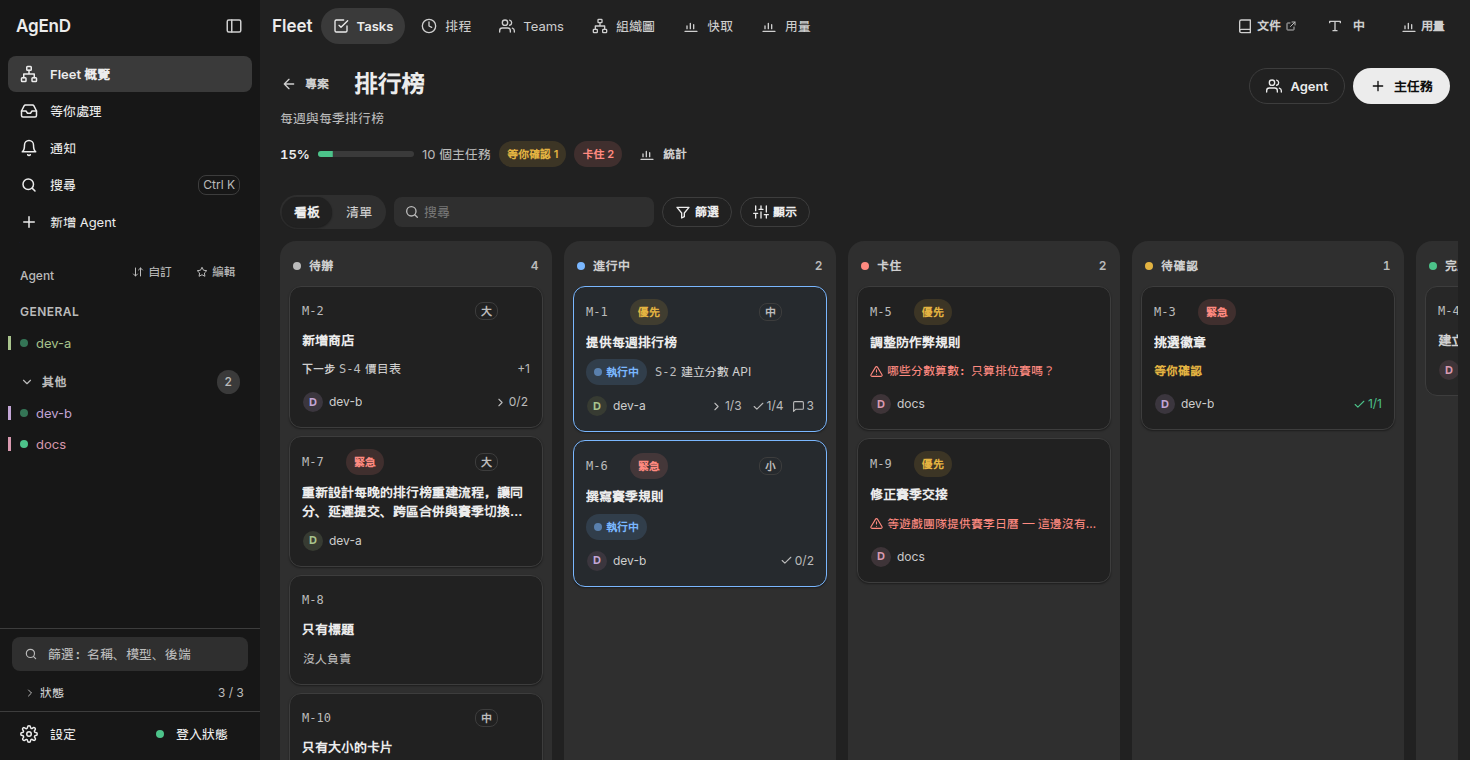 AgEnD
Fleet 概覽
等你處理
通知
搜尋
Ctrl K
新增 Agent
Agent
自訂
編輯
GENERAL
dev-a
其他
2
dev-b
docs
篩選：名稱、模型、後端
狀態
3 / 3
設定
登入狀態
Fleet
Tasks
排程
Teams
組織圖
快取
用量
文件
中
用量
專案
排行榜
Agent
主任務
每週與每季排行榜
15%
10 個主任務
等你確認 1
卡住 2
統計
看板
清單
搜尋
篩選
顯示
待辦
4
M-2
大
新增商店
下一步 S-4 價目表
+1
D
dev-b
0/2
M-7
緊急
大
重新設計每晚的排行榜重建流程，讓同
分、延遲提交、跨區合併與賽季切換...
D
dev-a
M-8
只有標題
沒人負責
M-10
中
只有大小的卡片
進行中
2
M-1
優先
中
提供每週排行榜
執行中
S-2 建立分數 API
D
dev-a
1/3
1/4
3
M-6
緊急
小
撰寫賽季規則
執行中
D
dev-b
0/2
卡住
2
M-5
優先
調整防作弊規則
哪些分數算數：只算排位賽嗎？
D
docs
M-9
優先
修正賽季交接
等遊戲團隊提供賽季日曆 — 這邊沒有...
D
docs
待確認
1
M-3
緊急
挑選徽章
等你確認
D
dev-b
1/1
完
M-4
建立
D